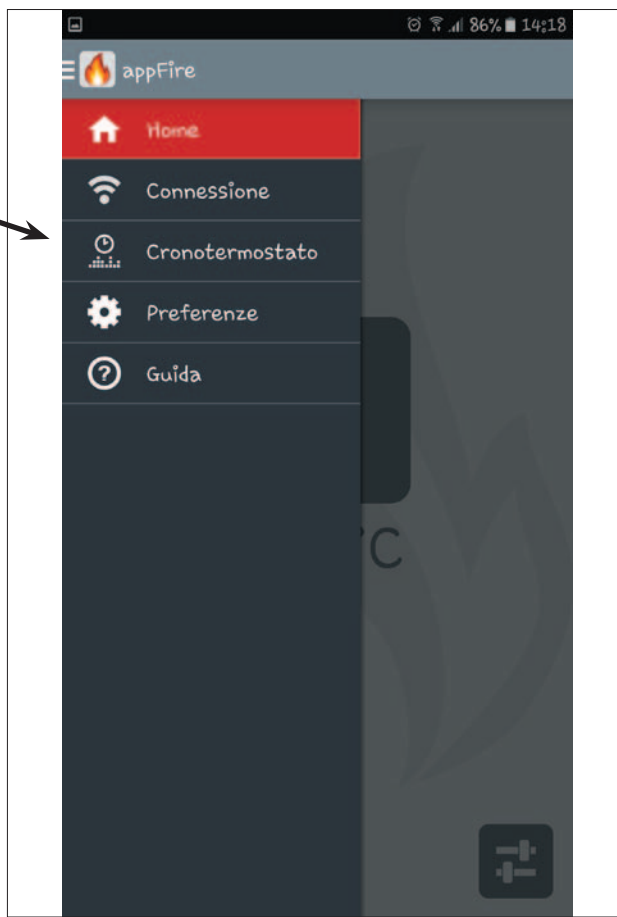 86% 14:18
appFire
Home
Connessione
Cronotermostato
Preferenze
Guida
°C